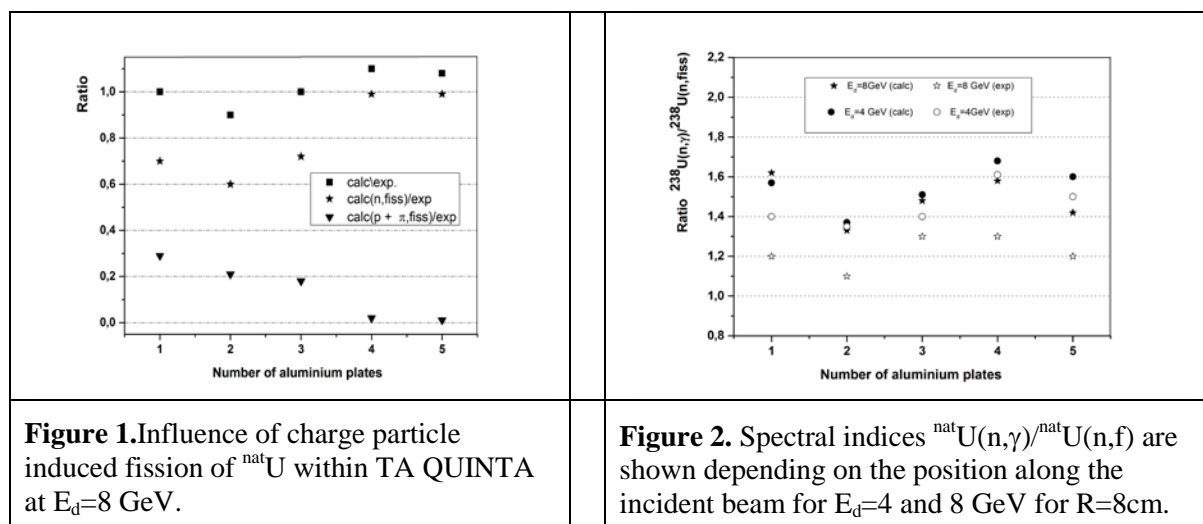 Ratio
1,0
0,8
0,6
0,4
0,2
0,0
calc\exp.
calc(n,fiss)/exp
calc(p + π,fiss)/exp
1 2 3 4 5
Number of aluminium plates
Figure 1.Influence of charge particle
induced fission of natU within TA QUINTA
at Ed=8 GeV.
Ratio 238U(n,γ)/238U(n,fiss)
2,2
2,0
1,8
1,6
1,4
1,2
1,0
0,8
Ed=8GeV (calc) Ed=8 GeV (exp)
Ed=4 GeV (calc) Ed=4GeV (exp)
1 2 3 4 5
Number of aluminium plates
Figure 2. Spectral indices natU(n,γ)/natU(n,f) are
shown depending on the position along the
incident beam for Ed=4 and 8 GeV for R=8cm.